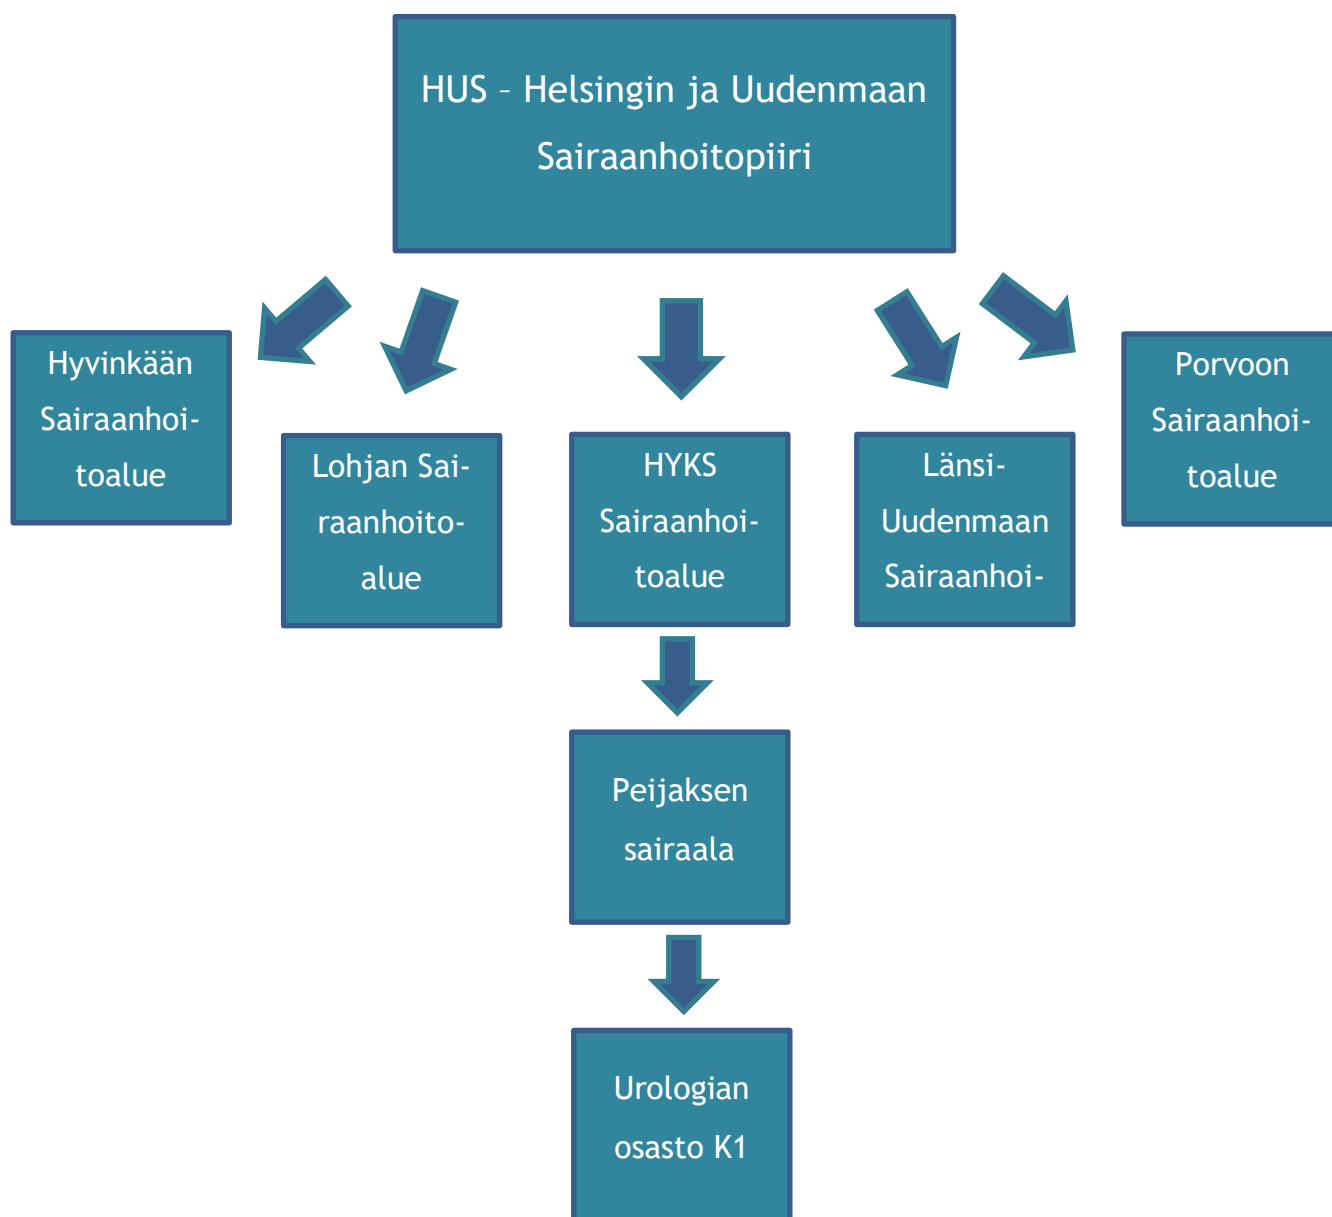 HUS – Helsingin ja Uudenmaan
Sairaanhoitopiiri
Hyvinkään
Sairaanhoi-
toalue
Lohjan Sai-
raanhoito-
alue
HYKS
Sairaanhoi-
toalue
Länsi-
Uudenmaan
Sairaanhoi-
Porvoon
Sairaanhoi-
toalue
Peijaksen
sairaala
Urologian
osasto K1